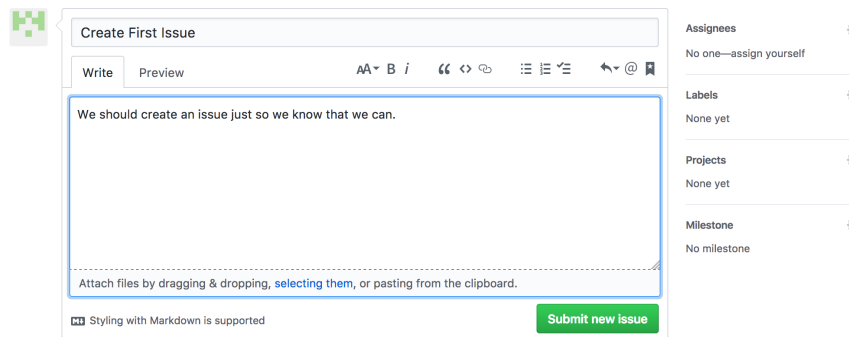 Create First Issue
Write Preview AA B i @
We should create an issue just so we know that we can.
Attach files by dragging & dropping, selecting them, or pasting from the clipboard.
Styling with Markdown is supported
Submit new issue
Assignees
No one—assign yourself
Labels
None yet
Projects
None yet
Milestone
No milestone